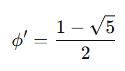 ϕ′ = (1 − √5) / 2